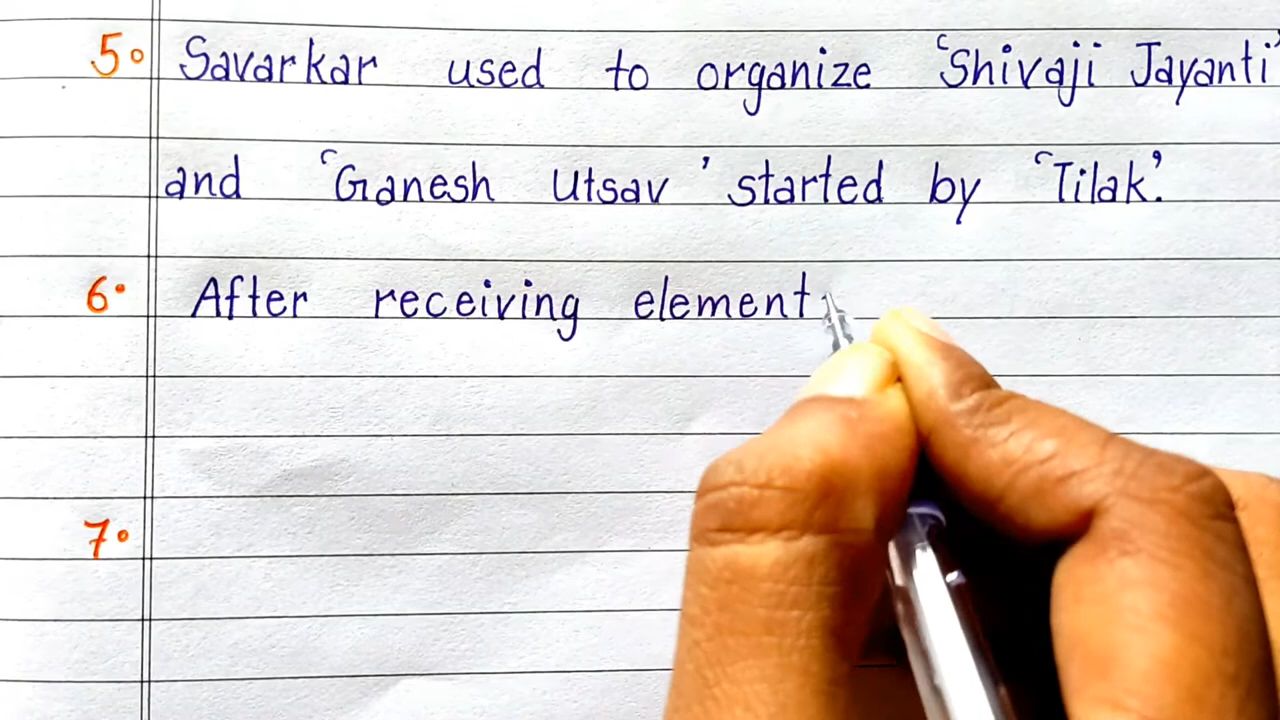 5. Savarkar used to organize 'Shivaji Jayanti'
and 'Ganesh Utsav' started by 'Tilak'.
6. After receiving element
7.